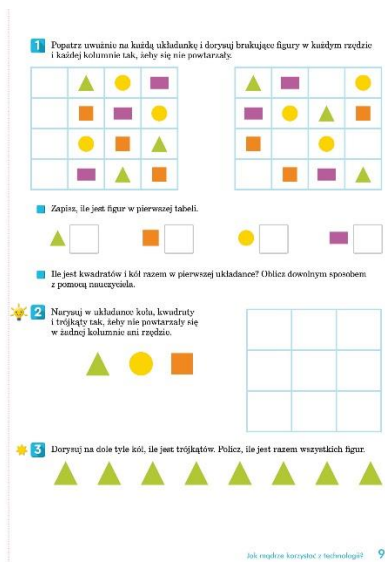 1 Popatrz uważnie na każdą układankę i dorysuj brakujące figury w każdym rzędzie
i każdej kolumnie tak, żeby się nie powtarzały.
Zapisz, ile jest figur w pierwszej tabeli.
Ile jest kwadratów i kół razem w pierwszej układance? Oblicz dowolnym sposobem
z pomocą nauczyciela.
2 Narysuj w układance koła, kwadraty
i trójkąty tak, żeby nie powtarzały się
w żadnej kolumnie ani rzędzie.
3 Dorysuj na dole tyle kół, ile jest trójkątów. Policz, ile jest razem wszystkich figur.
Jak mądrze korzystać z technologii? 9